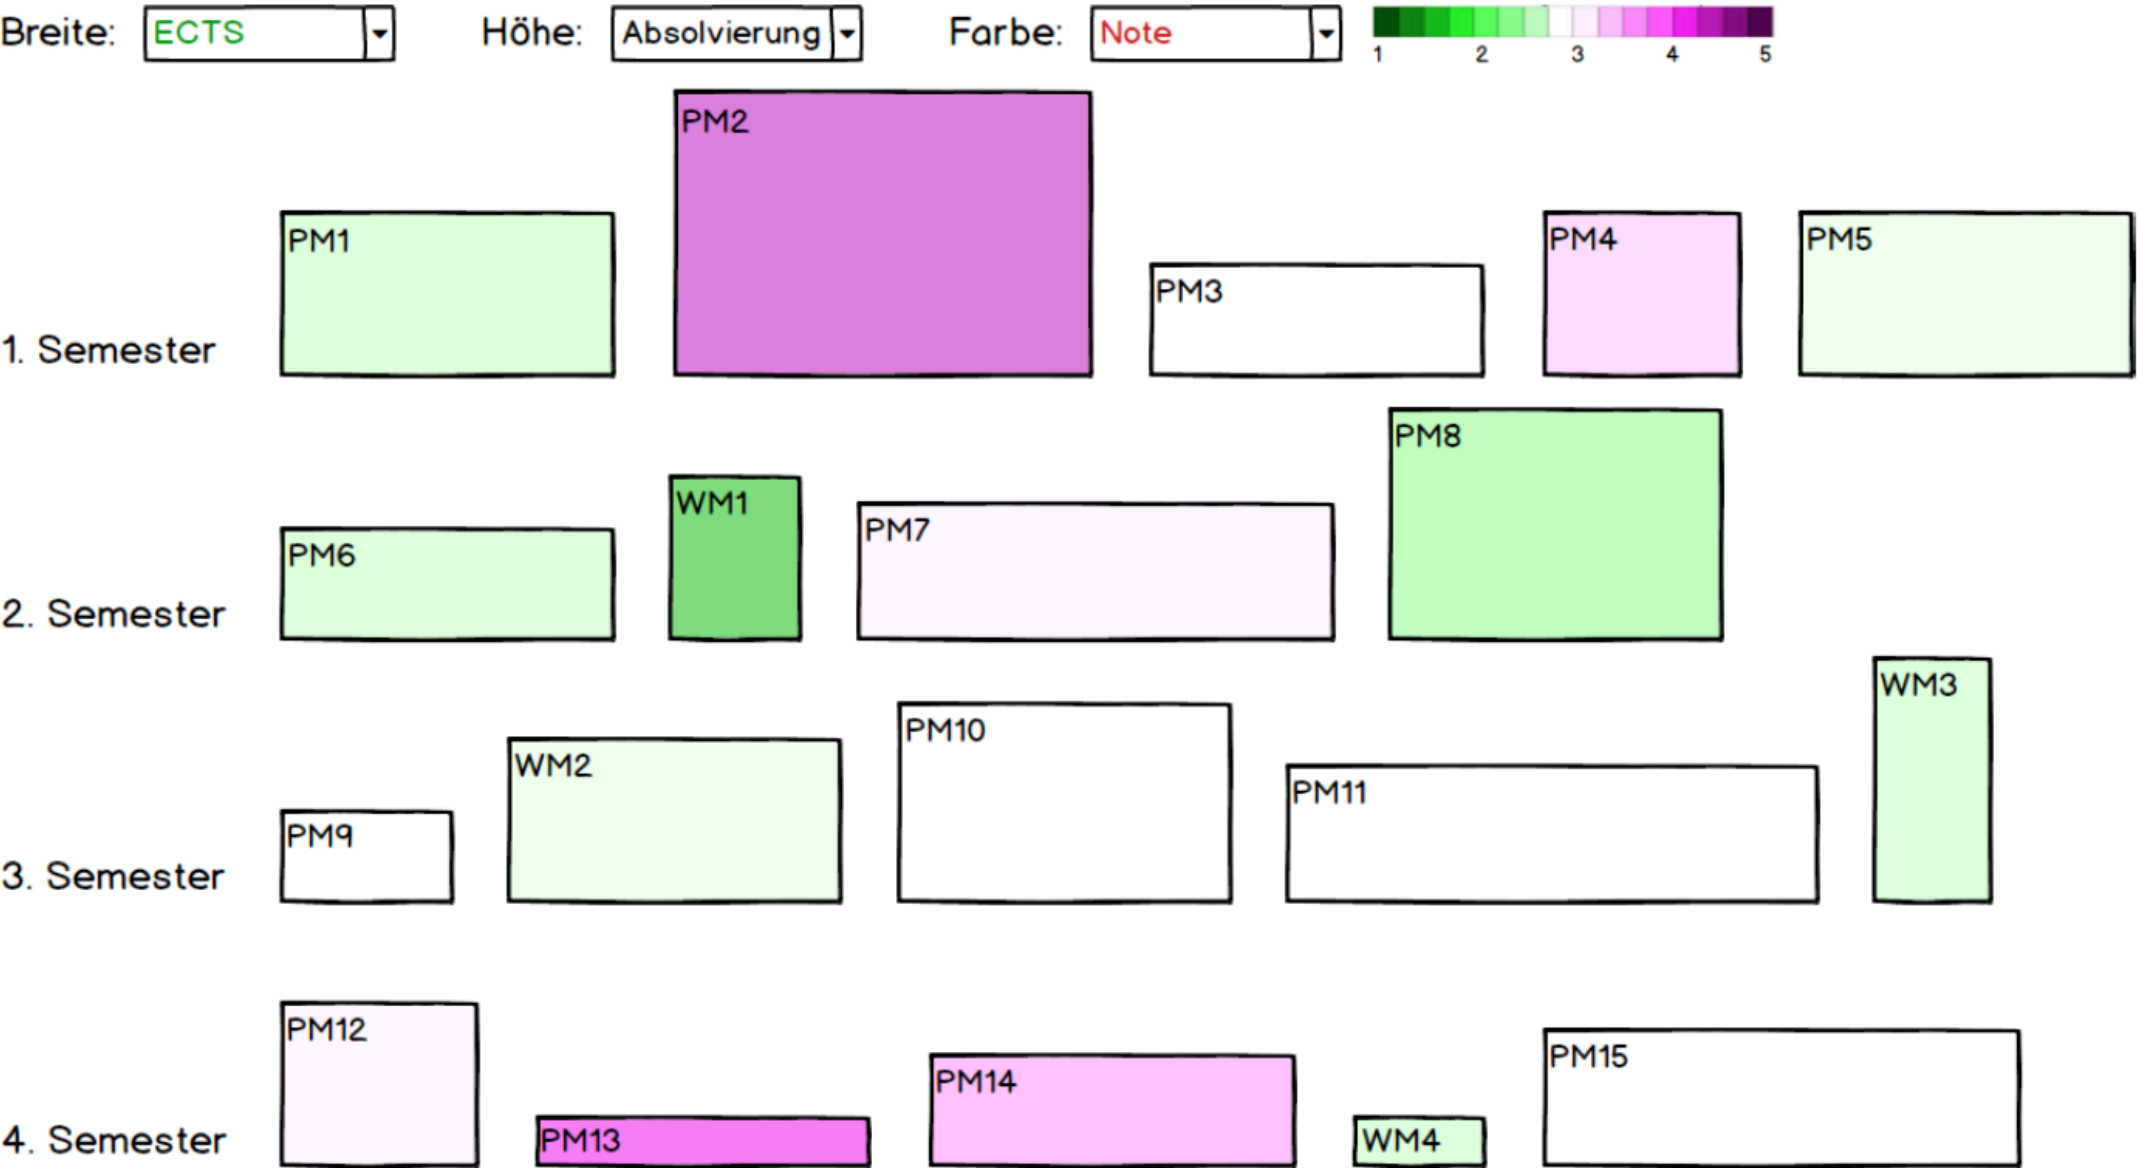 Breite: ECTS Höhe: Absolvierung Farbe: Note
1 2 3 4 5
PM2
PM1 PM4 PM5
PM3
1. Semester
PM8
WM1
PM7
PM6
2. Semester
WM3
PM10
WM2
PM11
PM9
3. Semester
PM12
PM15
PM14
4. Semester PM13 WM4